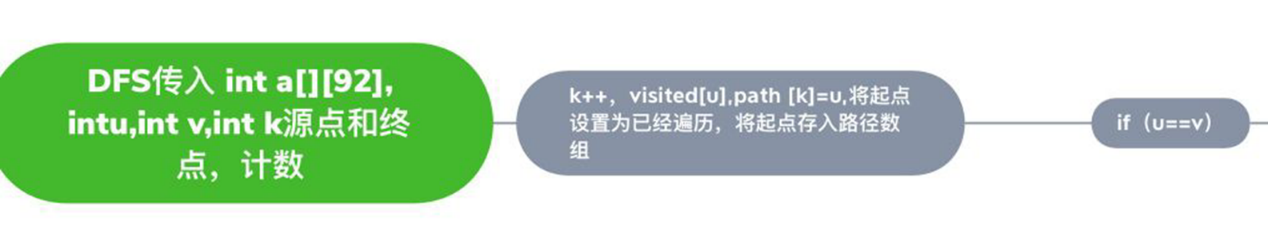 DFS传入 int a[][92],
intu,int v,int k源点和终
点，计数
k++，visited[u],path [k]=u,将起点
设置为已经遍历，将起点存入路径数
组
if（u==v）